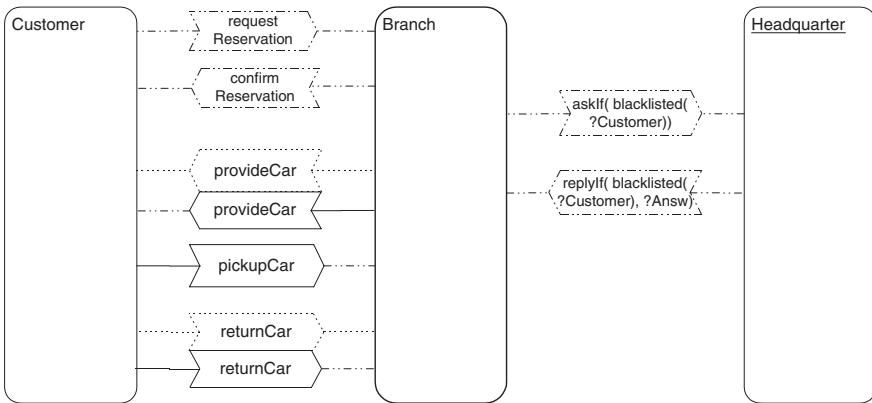 Customer
request
Reservation
Branch
Headquarter
confirm
Reservation
askIf( blacklisted(
?Customer))
provideCar
replyIf( blacklisted(
?Customer), ?Answ)
provideCar
pickupCar
returnCar
returnCar